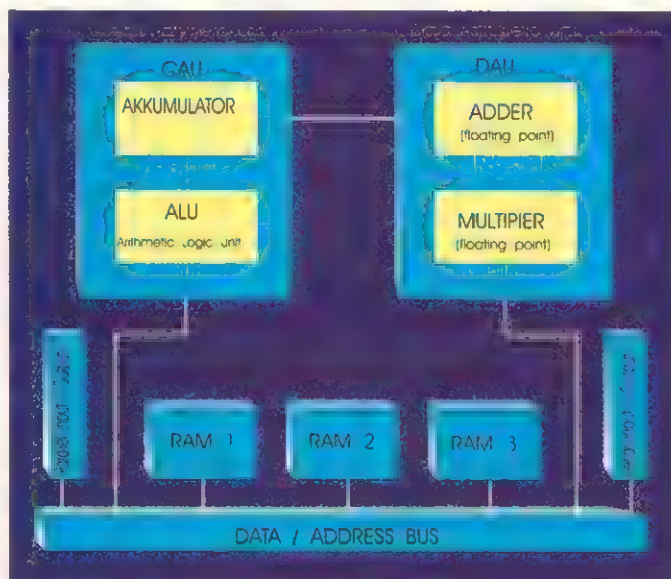 CAU
DAU
AKKUMULATOR
ALU
Arithmetic Logic Unit
ADDER
(floating point)
MULTIPIER
(floating point)
RAM 1
RAM 2
RAM 3
DATA / ADDRESS BUS